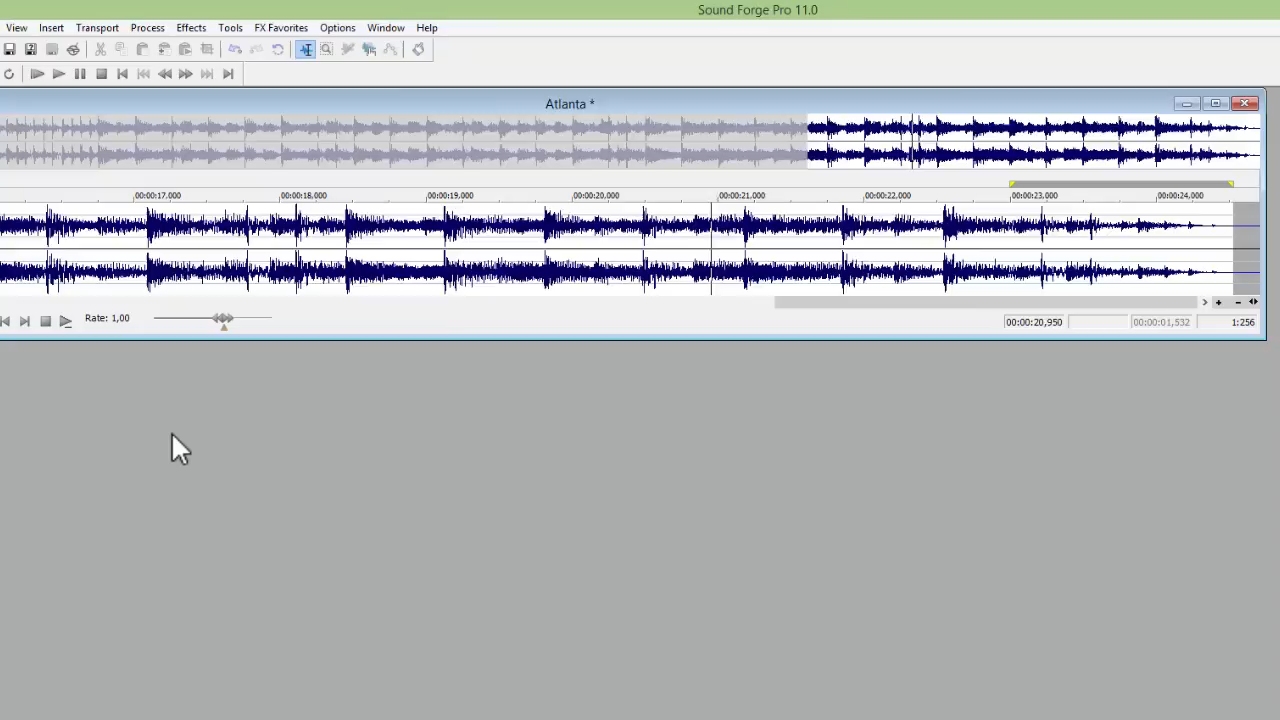 Sound Forge Pro 11.0
View Insert Transport Process Effects Tools FX Favorites Options Window Help
Atlanta *
00:00:17,000 00:00:18,000 00:00:19,000 00:00:20,000 00:00:21,000 00:00:22,000 00:00:23,000 00:00:24,000
Rate: 1,00 00:00:20,950 00:00:01,532 1:256